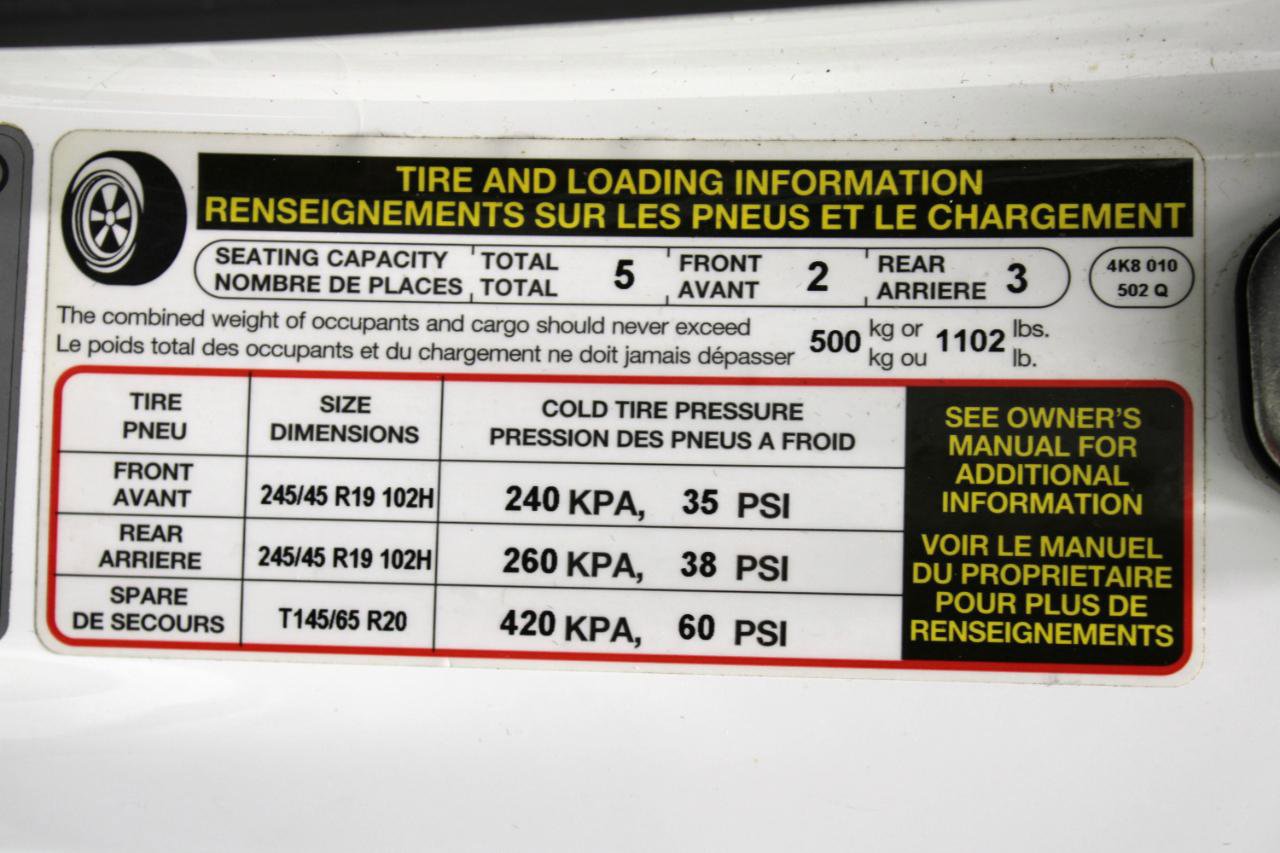 TIRE AND LOADING INFORMATION
RENSEIGNEMENTS SUR LES PNEUS ET LE CHARGEMENT
SEATING CAPACITY TOTAL 5 FRONT 2 REAR 3
NOMBRE DE PLACES TOTAL AVANT ARRIERE
4K8 010
502 Q
The combined weight of occupants and cargo should never exceed 500 kg or 1102 lbs.
Le poids total des occupants et du chargement ne doit jamais dépasser kg ou lb.
TIRE SIZE COLD TIRE PRESSURE
PNEU DIMENSIONS PRESSION DES PNEUS A FROID
FRONT
AVANT 245/45 R19 102H 240 KPA, 35 PSI
REAR
ARRIERE 245/45 R19 102H 260 KPA, 38 PSI
SPARE
DE SECOURS T145/65 R20 420 KPA, 60 PSI
SEE OWNER'S
MANUAL FOR
ADDITIONAL
INFORMATION
VOIR LE MANUEL
DU PROPRIETAIRE
POUR PLUS DE
RENSEIGNEMENTS